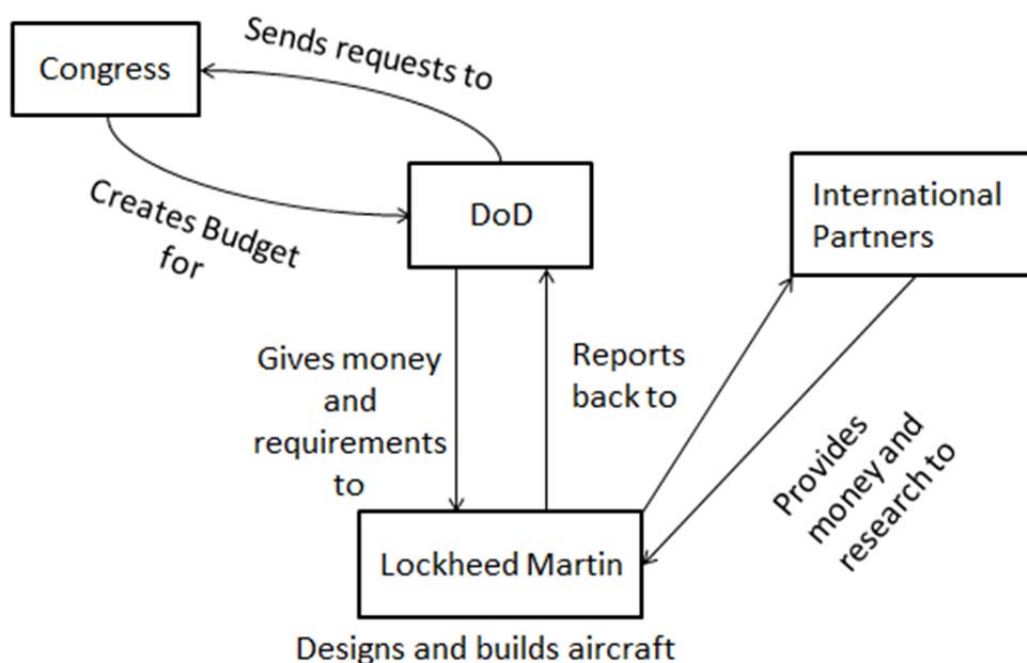 Sends requests to
Congress
Creates Budget
for
DoD
International
Partners
Gives money
and
requirements
to
Reports
back to
Provides
money and
research to
Lockheed Martin
Designs and builds aircraft